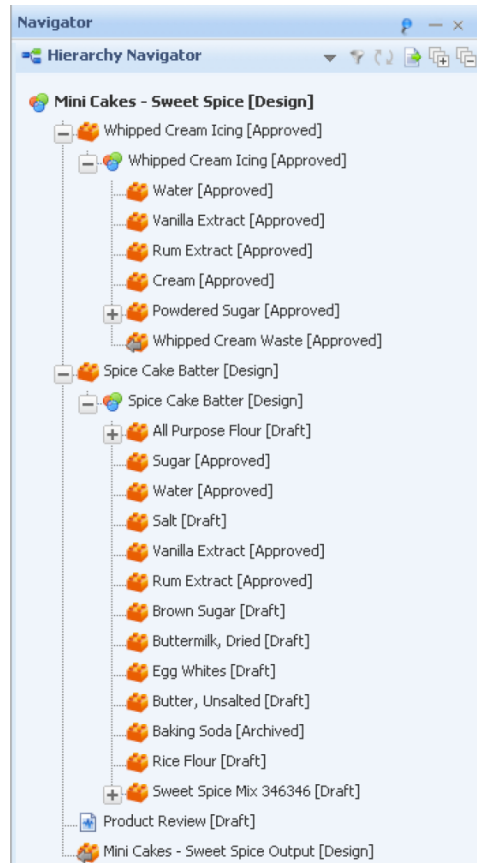 Navigator
Hierarchy Navigator
Mini Cakes - Sweet Spice [Design]
Whipped Cream Icing [Approved]
Whipped Cream Icing [Approved]
Water [Approved]
Vanilla Extract [Approved]
Rum Extract [Approved]
Cream [Approved]
Powdered Sugar [Approved]
Whipped Cream Waste [Approved]
Spice Cake Batter [Design]
Spice Cake Batter [Design]
All Purpose Flour [Draft]
Sugar [Approved]
Water [Approved]
Salt [Draft]
Vanilla Extract [Approved]
Rum Extract [Approved]
Brown Sugar [Draft]
Buttermilk, Dried [Draft]
Egg Whites [Draft]
Butter, Unsalted [Draft]
Baking Soda [Archived]
Rice Flour [Draft]
Sweet Spice Mix 346346 [Draft]
Product Review [Draft]
Mini Cakes - Sweet Spice Output [Design]